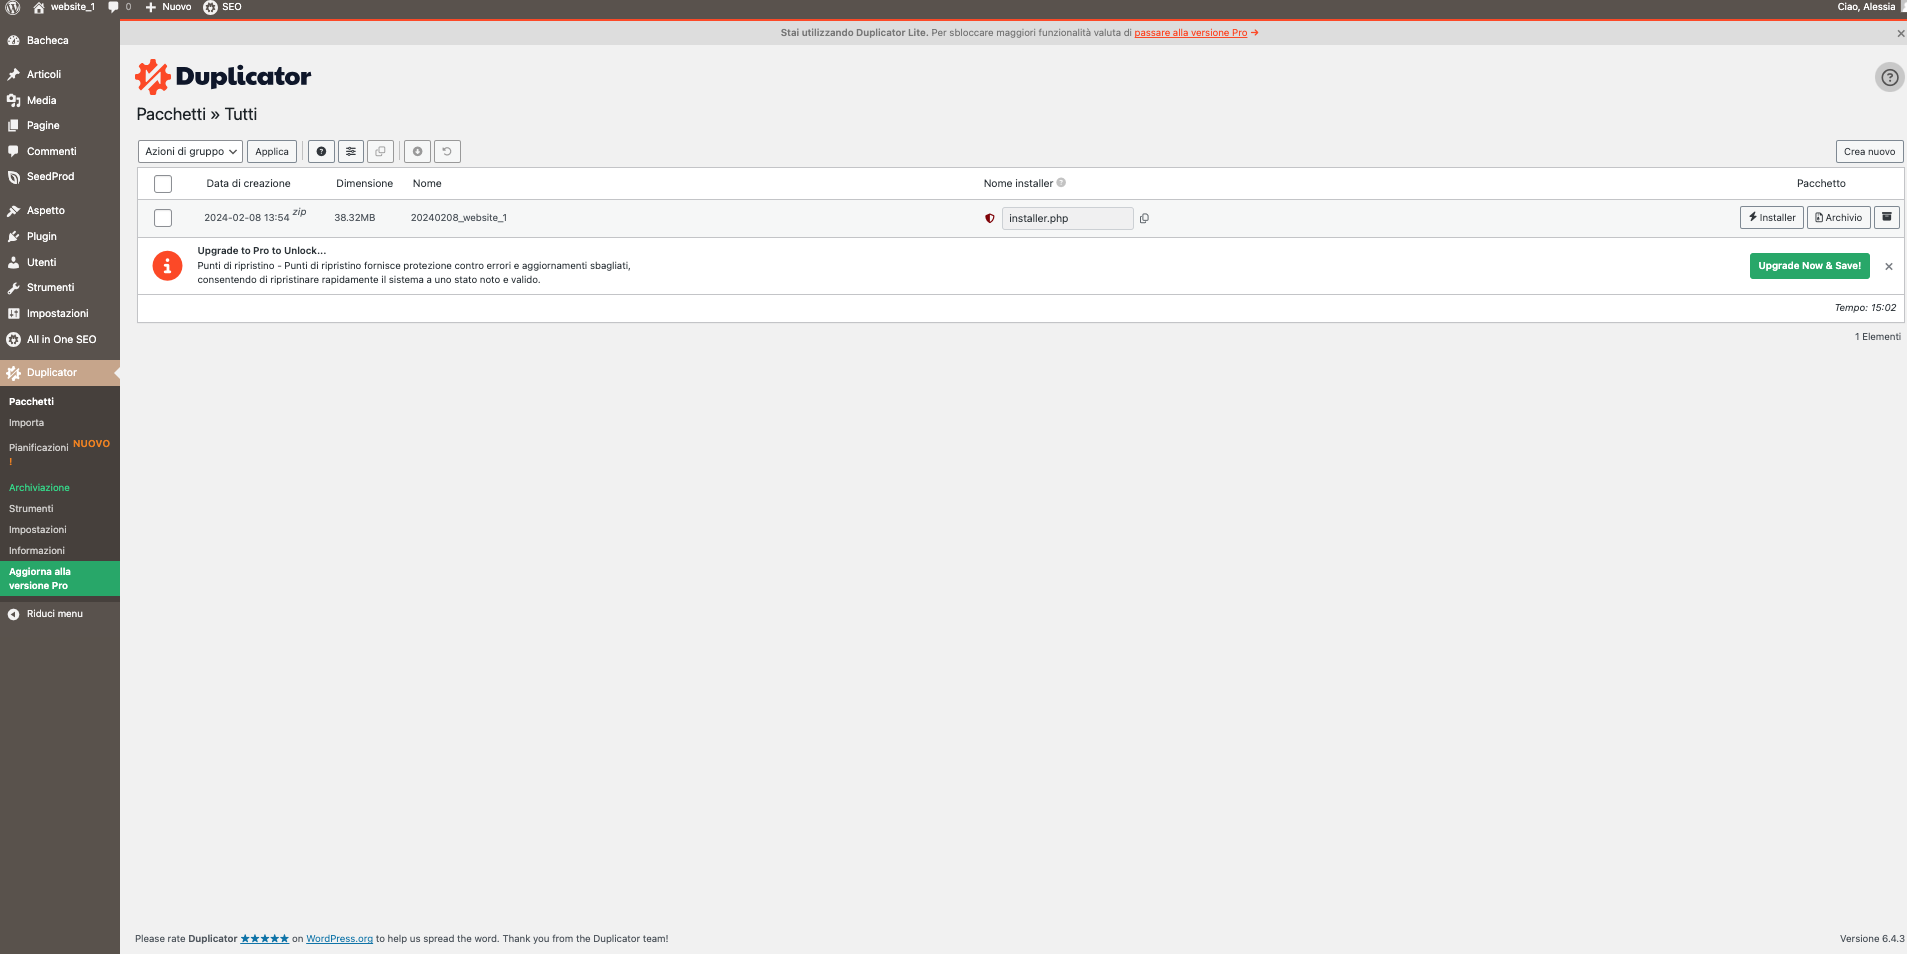 website_1 0 Nuovo SEO Ciao, Alessia
Stai utilizzando Duplicator Lite. Per sbloccare maggiori funzionalità valuta di passare alla versione Pro →
Bacheca
Articoli
Media
Pagine
Commenti
SeedProd
Aspetto
Plugin
Utenti
Strumenti
Impostazioni
All in One SEO
Duplicator
Pacchetti
Importa
Pianificazioni NUOVO
!
Archiviazione
Strumenti
Impostazioni
Informazioni
Aggiorna alla
versione Pro
Riduci menu
Duplicator
Pacchetti » Tutti
Azioni di gruppo Applica Crea nuovo
Data di creazione Dimensione Nome Nome installer Pacchetto
2024-02-08 13:54 zip 38.32MB 20240208_website_1 installer.php Installer Archivio
Upgrade to Pro to Unlock...
Punti di ripristino - Punti di ripristino fornisce protezione contro errori e aggiornamenti sbagliati,
consentendo di ripristinare rapidamente il sistema a uno stato noto e valido.
Upgrade Now & Save!
Tempo: 15:02
1 Elementi
Please rate Duplicator ★★★★★ on WordPress.org to help us spread the word. Thank you from the Duplicator team!
Versione 6.4.3